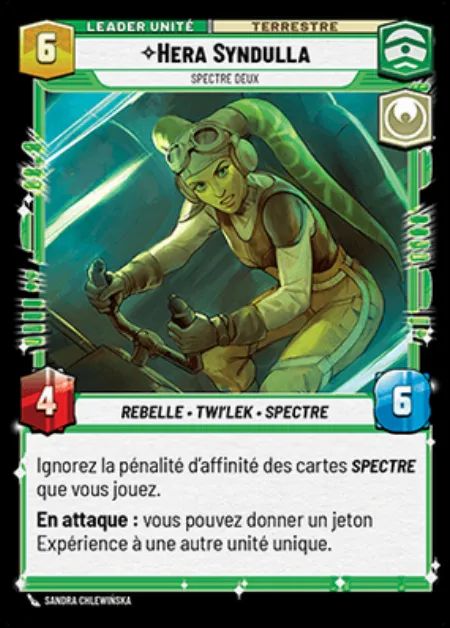 LEADER UNITÉ
TERRESTRE
6
✧HERA SYNDULLA
SPECTRE DEUX
4
REBELLE • TWI'LEK • SPECTRE
6
Ignorez la pénalité d'affinité des cartes SPECTRE
que vous jouez.
En attaque : vous pouvez donner un jeton
Expérience à une autre unité unique.
SANDRA CHLEWIŃSKA